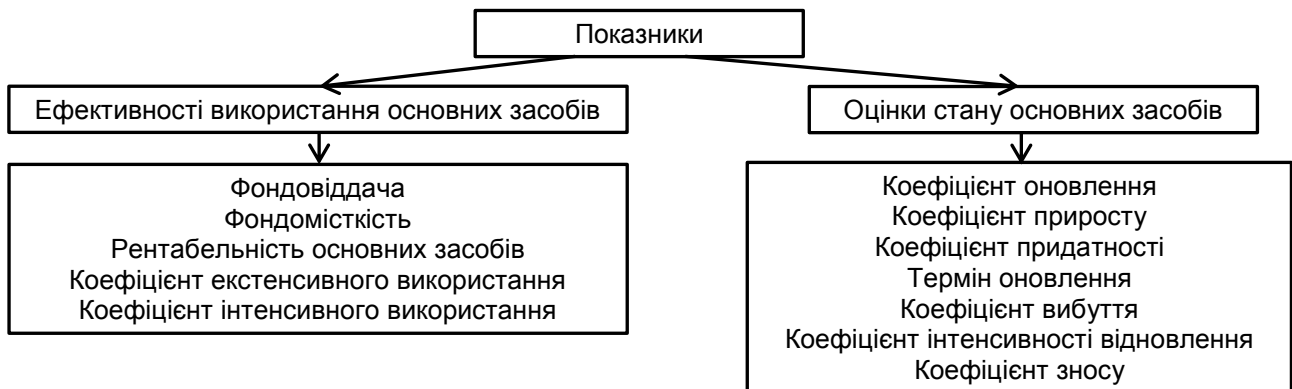 Показники
Ефективності використання основних засобів
Оцінки стану основних засобів
Фондовіддача
Фондомісткість
Рентабельність основних засобів
Коефіцієнт екстенсивного використання
Коефіцієнт інтенсивного використання
Коефіцієнт оновлення
Коефіцієнт приросту
Коефіцієнт придатності
Термін оновлення
Коефіцієнт вибуття
Коефіцієнт інтенсивності відновлення
Коефіцієнт зносу